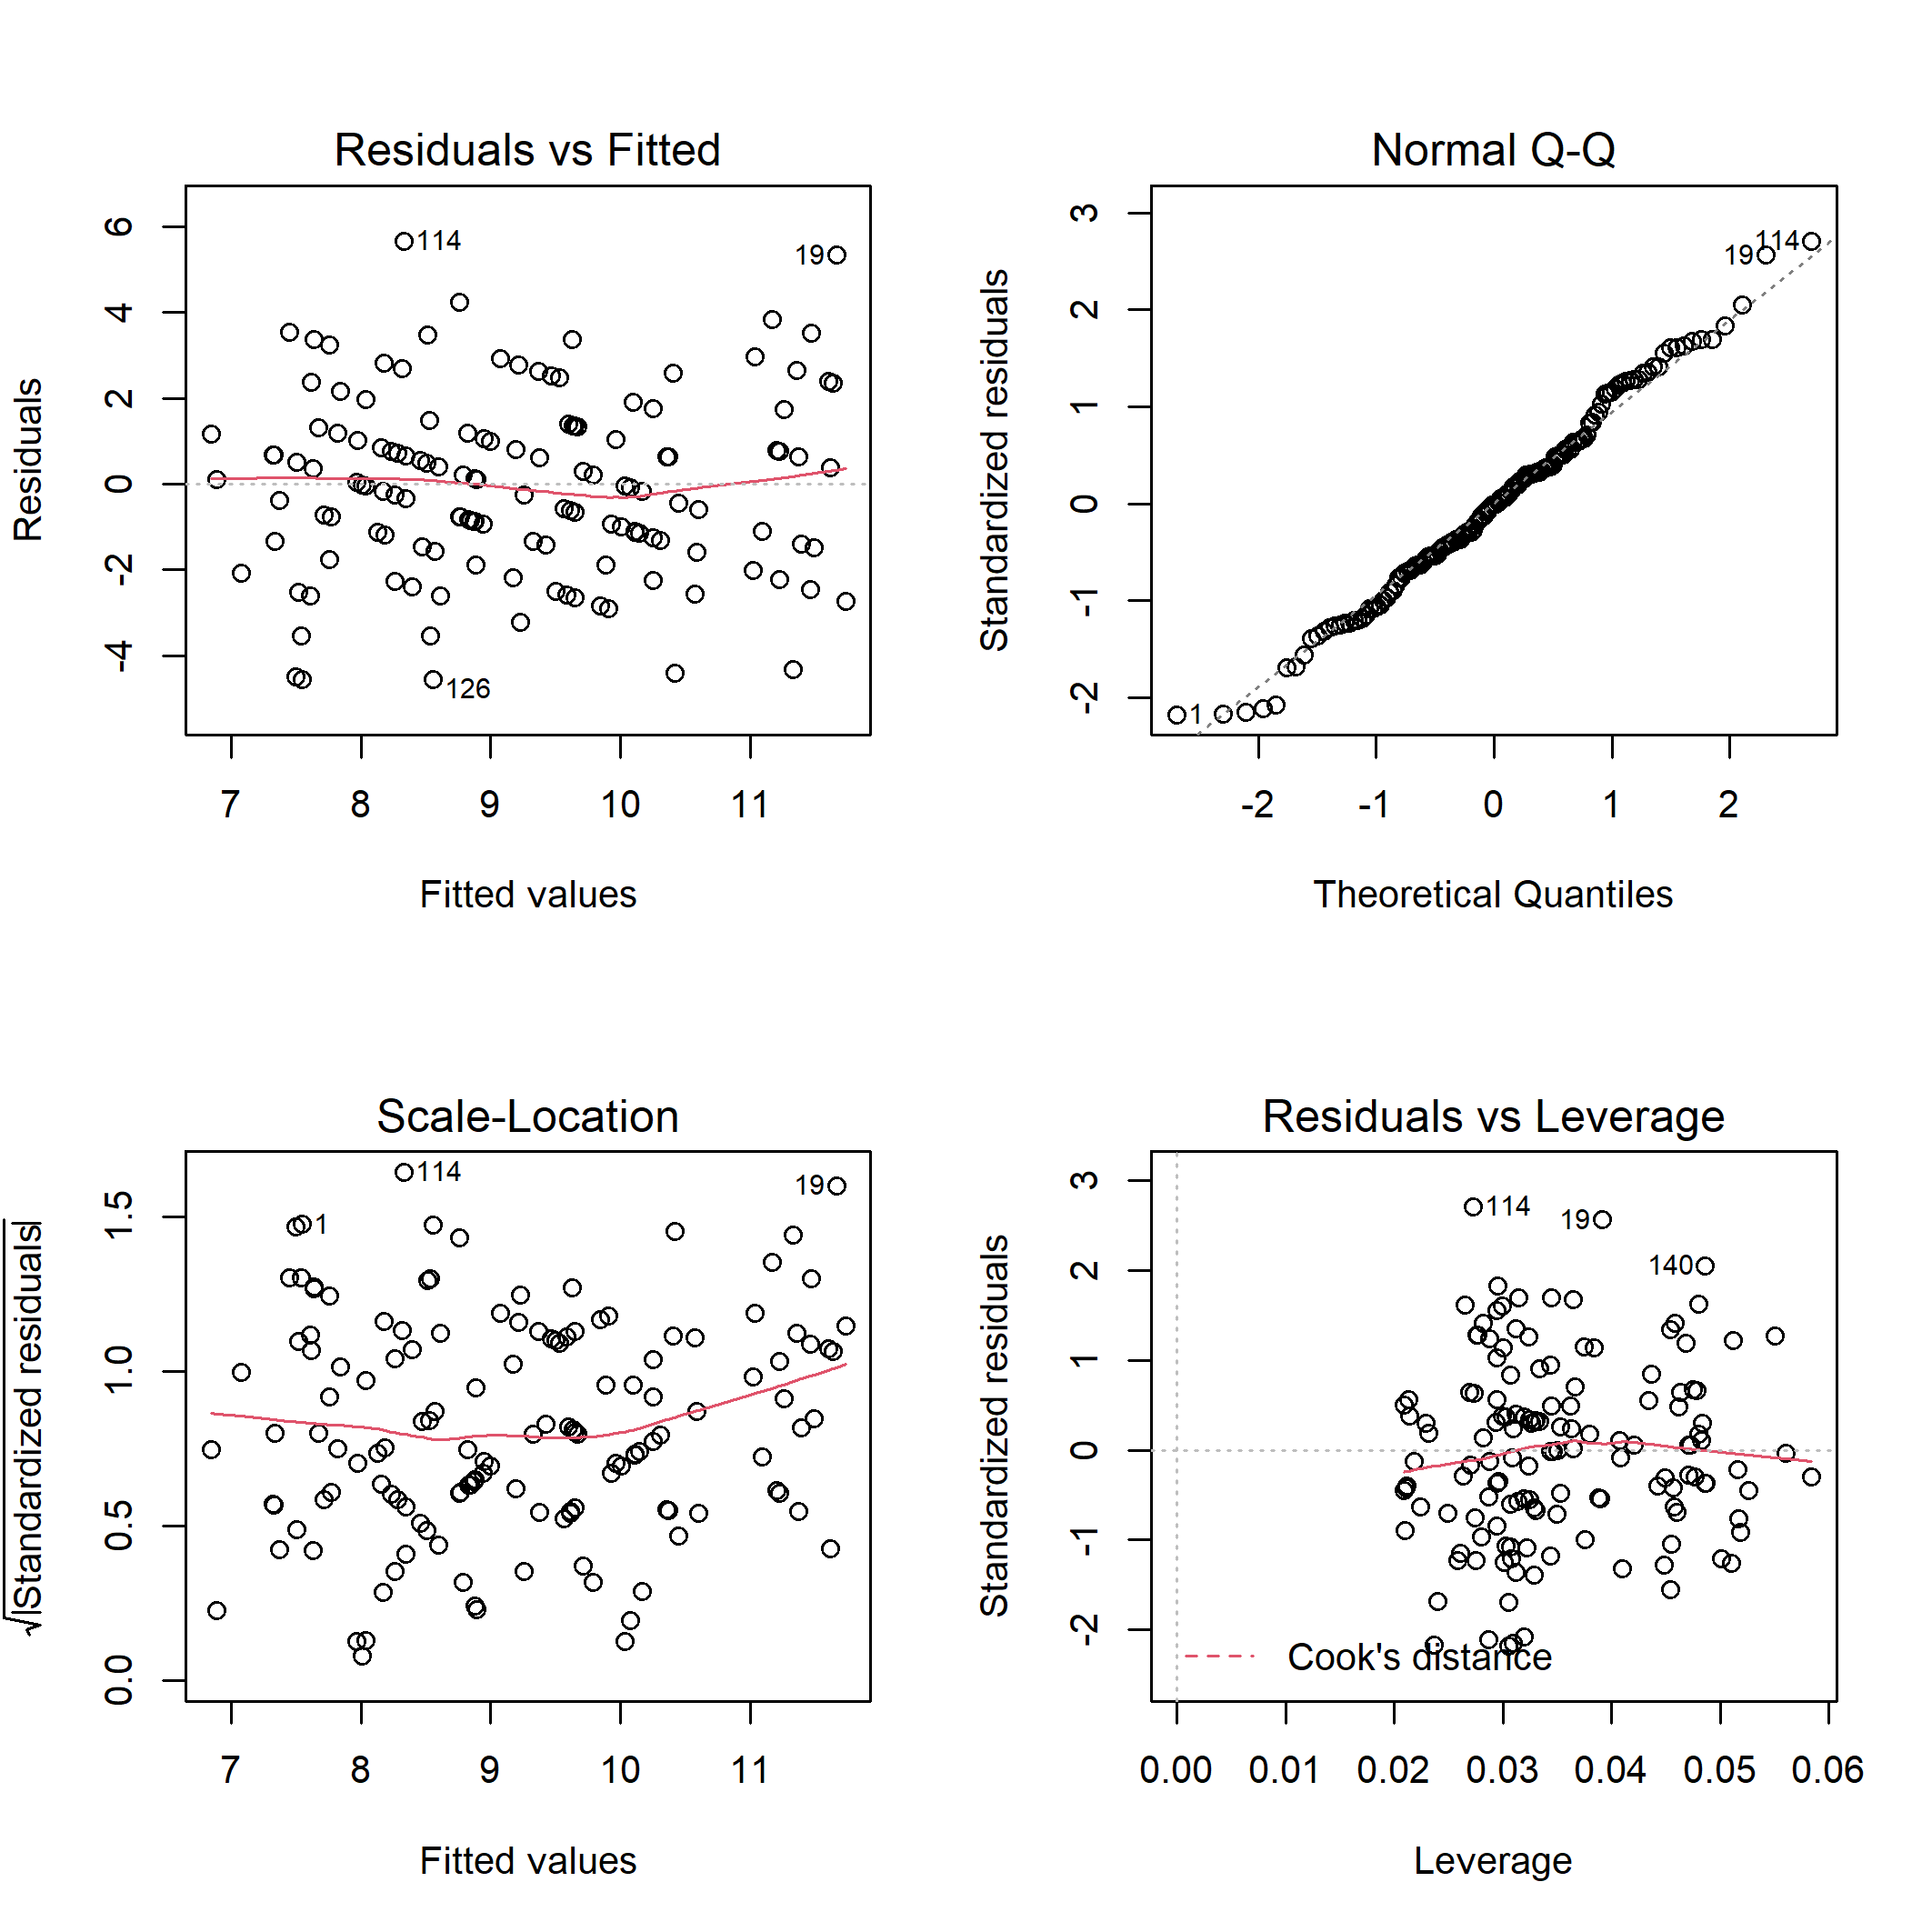 Residuals vs Fitted
Residuals
6
4
2
0
-2
-4
114
19
126
7 8 9 10 11
Fitted values
Normal Q-Q
Standardized residuals
3
2
1
0
-1
-2
114
19
1
-2 -1 0 1 2
Theoretical Quantiles
Scale-Location
√|Standardized residuals|
1.5
1.0
0.5
0.0
114
19
1
7 8 9 10 11
Fitted values
Residuals vs Leverage
Standardized residuals
3
2
1
0
-1
-2
114
19
140
Cook's distance
0.00 0.01 0.02 0.03 0.04 0.05 0.06
Leverage